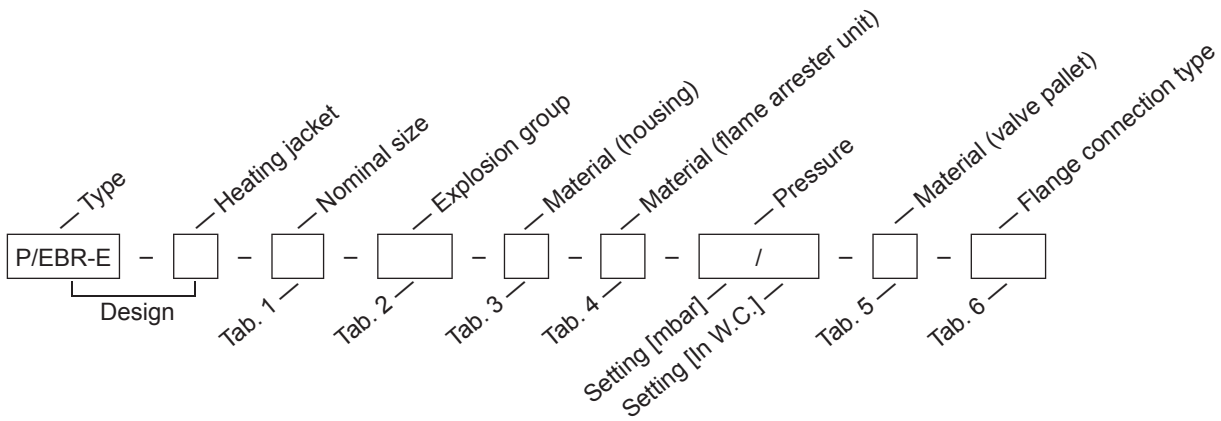 Type
Heating jacket
Nominal size
Explosion group
Material (housing)
Material (flame arrester unit)
Pressure
Material (valve pallet)
Flange connection type
P/EBR-E – – – – – – / – –
Design
Tab. 1
Tab. 2
Tab. 3
Tab. 4
Setting [mbar]
Setting [In W.C.]
Tab. 5
Tab. 6